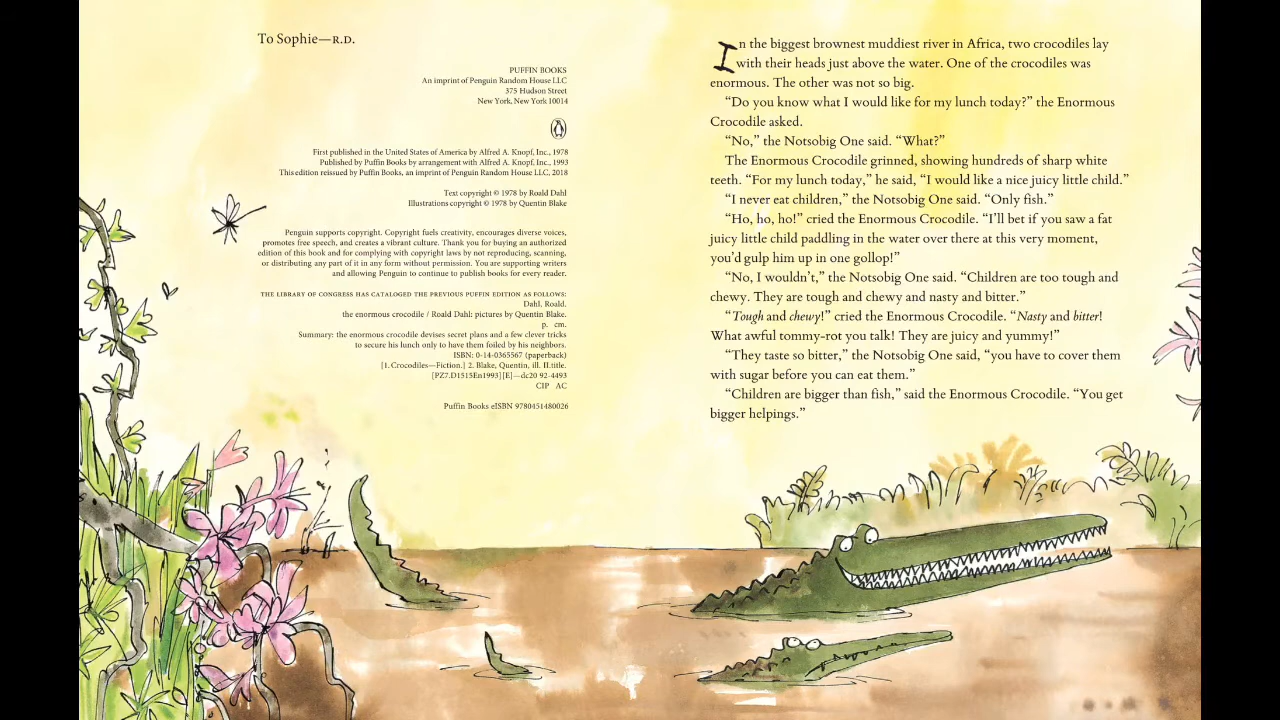 To Sophie—R.D.
PUFFIN BOOKS
An imprint of Penguin Random House LLC
375 Hudson Street
New York, New York 10014
First published in the United States of America by Alfred A. Knopf, Inc., 1978
Published by Puffin Books by arrangement with Alfred A. Knopf, Inc., 1993
This edition reissued by Puffin Books, an imprint of Penguin Random House LLC, 2018
Text copyright © 1978 by Roald Dahl
Illustrations copyright © 1978 by Quentin Blake
Penguin supports copyright. Copyright fuels creativity, encourages diverse voices,
promotes free speech, and creates a vibrant culture. Thank you for buying an authorized
edition of this book and for complying with copyright laws by not reproducing, scanning,
or distributing any part of it in any form without permission. You are supporting writers
and allowing Penguin to continue to publish books for every reader.
THE LIBRARY OF CONGRESS HAS CATALOGED THE PREVIOUS PUFFIN EDITION AS FOLLOWS:
Dahl, Roald.
the enormous crocodile / Roald Dahl: pictures by Quentin Blake.
p. cm.
Summary: the enormous crocodile devises secret plans and a few clever tricks
to secure his lunch only to have them foiled by his neighbors.
ISBN: 0-14-0365567 (paperback)
[1. Crocodiles—Fiction.] 2. Blake, Quentin, ill. II.title.
[PZ7.D1515En1993][E]—dc20 92-4493
CIP AC
Puffin Books eISBN 9780451480026
In the biggest brownest muddiest river in Africa, two crocodiles lay
with their heads just above the water. One of the crocodiles was
enormous. The other was not so big.
“Do you know what I would like for my lunch today?” the Enormous
Crocodile asked.
“No,” the Notsobig One said. “What?”
The Enormous Crocodile grinned, showing hundreds of sharp white
teeth. “For my lunch today,” he said, “I would like a nice juicy little child.”
“I never eat children,” the Notsobig One said. “Only fish.”
“Ho, ho, ho!” cried the Enormous Crocodile. “I’ll bet if you saw a fat
juicy little child paddling in the water over there at this very moment,
you’d gulp him up in one gollop!”
“No, I wouldn’t,” the Notsobig One said. “Children are too tough and
chewy. They are tough and chewy and nasty and bitter.”
“Tough and chewy!” cried the Enormous Crocodile. “Nasty and bitter!
What awful tommy-rot you talk! They are juicy and yummy!”
“They taste so bitter,” the Notsobig One said, “you have to cover them
with sugar before you can eat them.”
“Children are bigger than fish,” said the Enormous Crocodile. “You get
bigger helpings.”